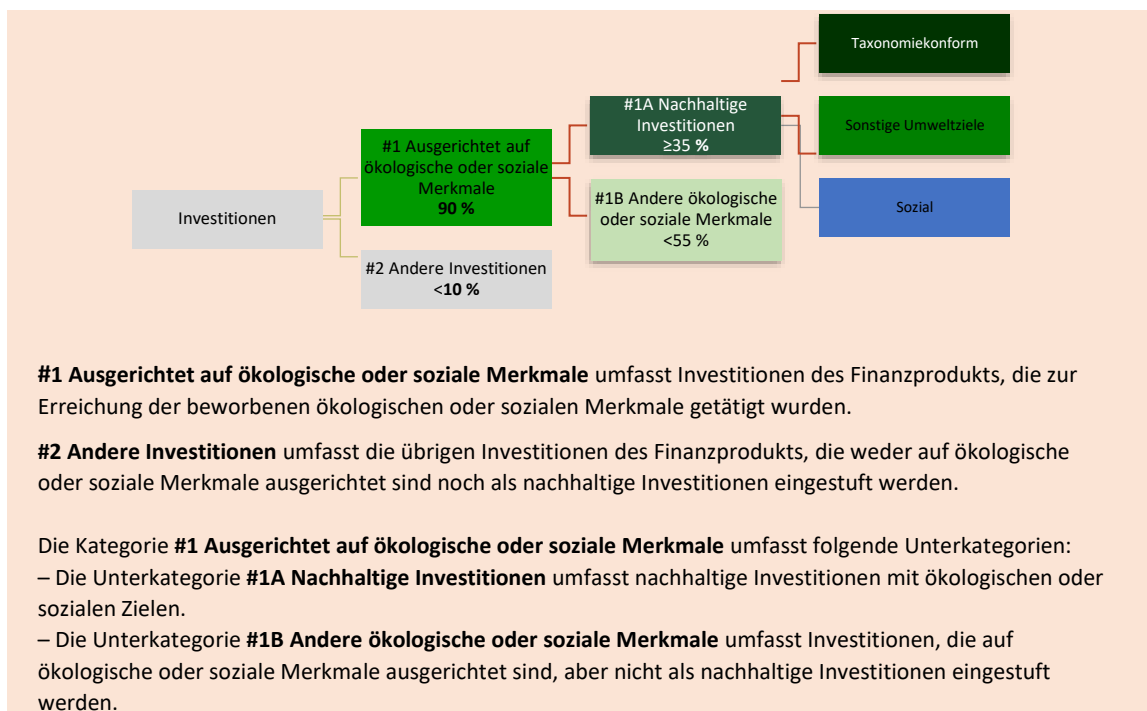 Taxonomiekonform
#1A Nachhaltige
Investitionen
≥35 %
Sonstige Umweltziele
#1 Ausgerichtet auf
ökologische oder soziale
Merkmale
90 %
#1B Andere ökologische
oder soziale Merkmale
<55 %
Sozial
Investitionen
#2 Andere Investitionen
<10 %
#1 Ausgerichtet auf ökologische oder soziale Merkmale umfasst Investitionen des Finanzprodukts, die zur
Erreichung der beworbenen ökologischen oder sozialen Merkmale getätigt wurden.
#2 Andere Investitionen umfasst die übrigen Investitionen des Finanzprodukts, die weder auf ökologische
oder soziale Merkmale ausgerichtet sind noch als nachhaltige Investitionen eingestuft werden.
Die Kategorie #1 Ausgerichtet auf ökologische oder soziale Merkmale umfasst folgende Unterkategorien:
– Die Unterkategorie #1A Nachhaltige Investitionen umfasst nachhaltige Investitionen mit ökologischen oder
sozialen Zielen.
– Die Unterkategorie #1B Andere ökologische oder soziale Merkmale umfasst Investitionen, die auf
ökologische oder soziale Merkmale ausgerichtet sind, aber nicht als nachhaltige Investitionen eingestuft
werden.